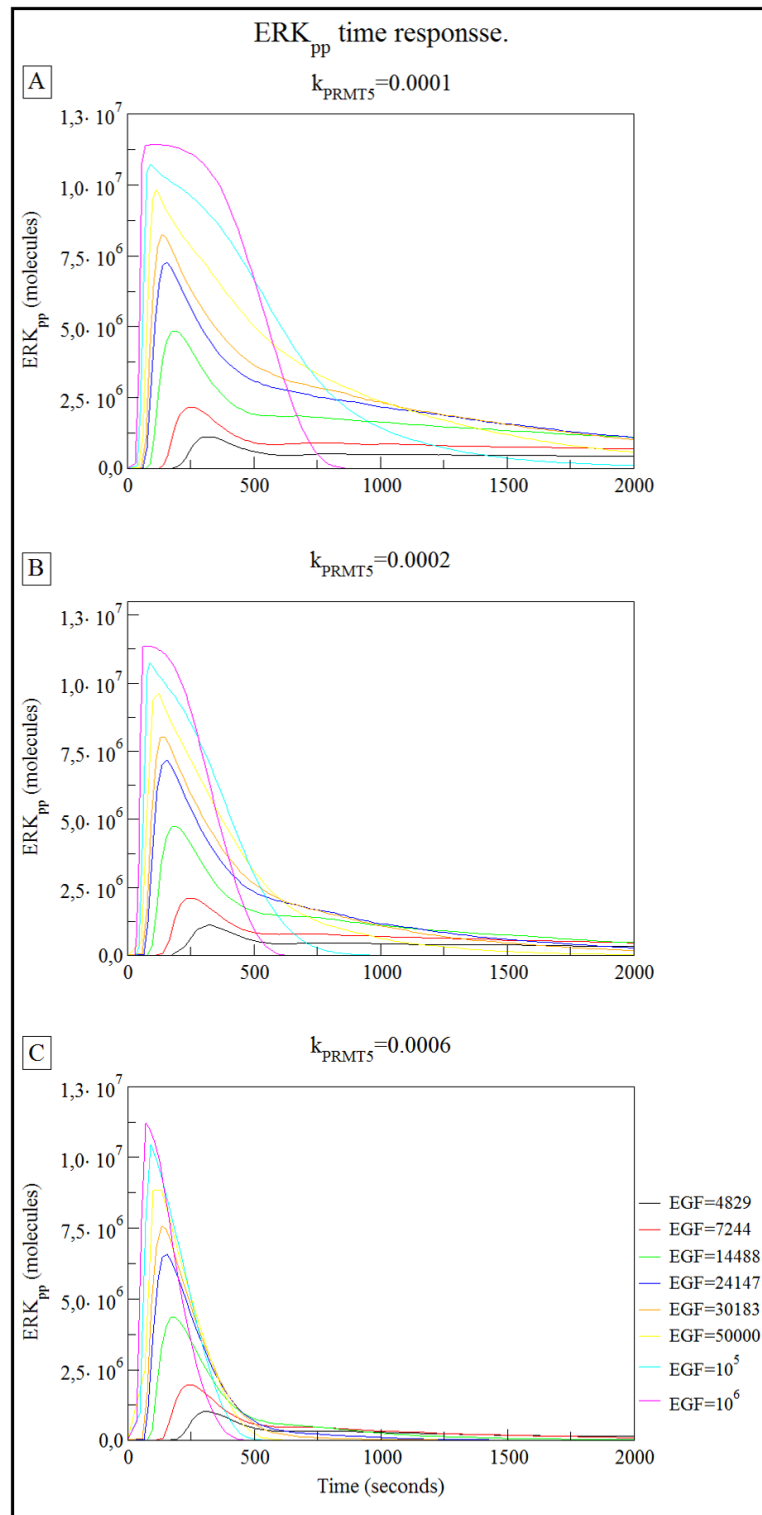 ERKpp time responsse.
A
kPRMT5=0.0001
1,3· 10^7
1,0· 10^7
7,5· 10^6
5,0· 10^6
2,5· 10^6
0,0
ERKpp (molecules)
0 500 1000 1500 2000
B
kPRMT5=0.0002
1,3· 10^7
1,0· 10^7
7,5· 10^6
5,0· 10^6
2,5· 10^6
0,0
ERKpp (molecules)
0 500 1000 1500 2000
C
kPRMT5=0.0006
1,3· 10^7
1,0· 10^7
7,5· 10^6
5,0· 10^6
2,5· 10^6
0,0
ERKpp (molecules)
0 500 1000 1500 2000
Time (seconds)
EGF=4829
EGF=7244
EGF=14488
EGF=24147
EGF=30183
EGF=50000
EGF=10^5
EGF=10^6